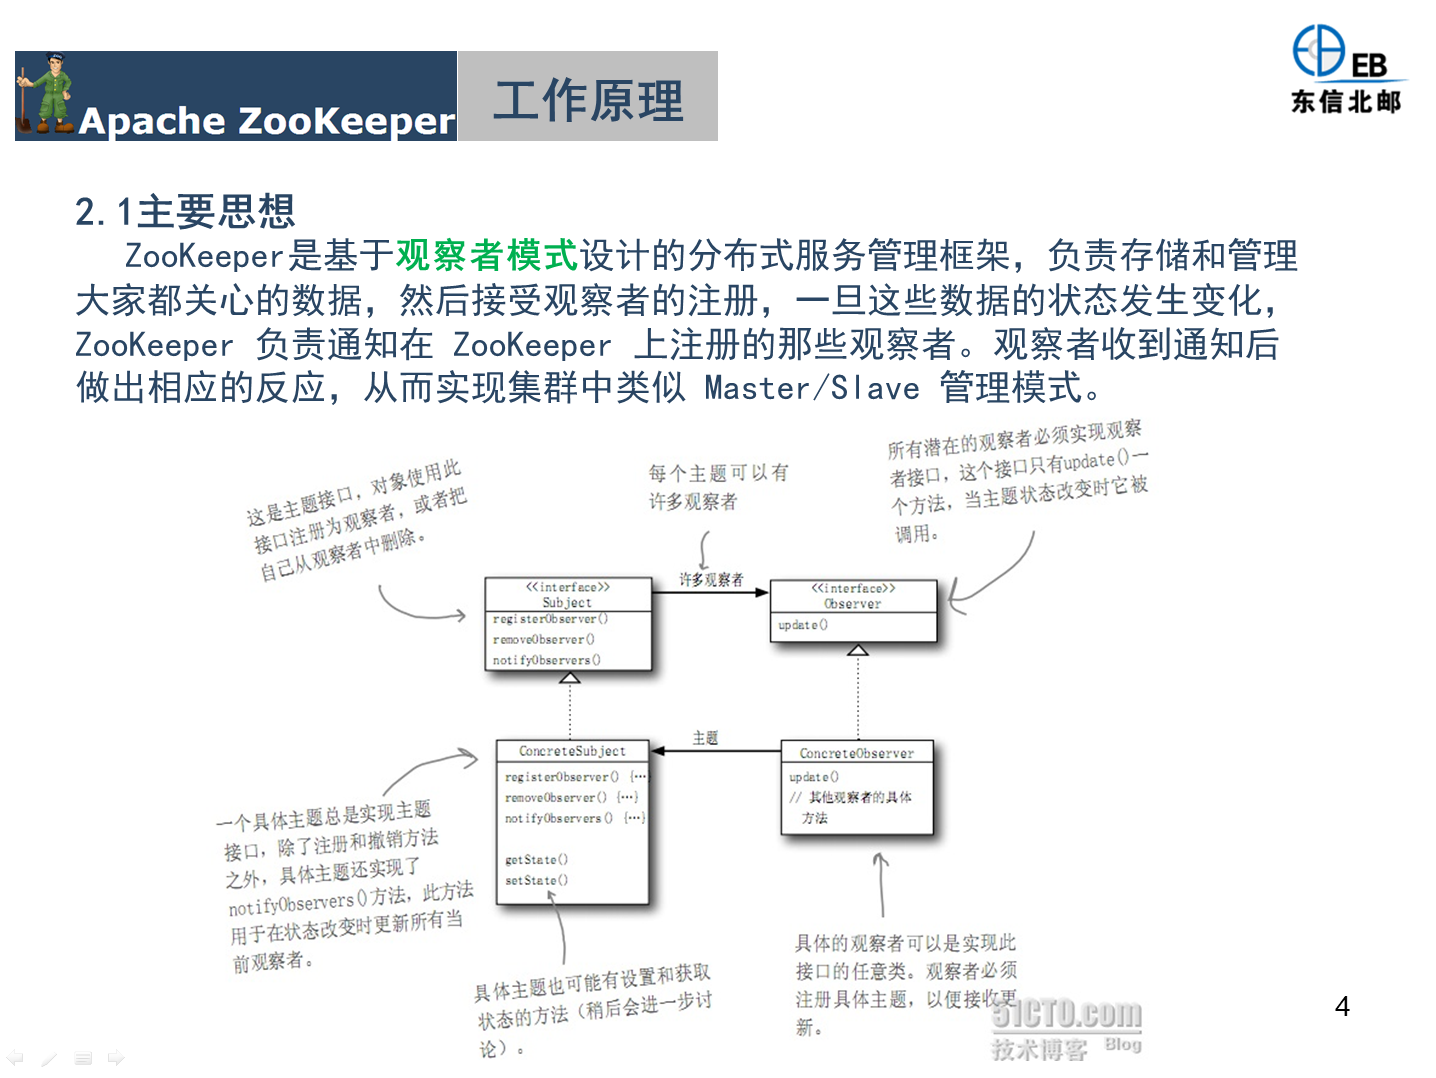 Apache ZooKeeper
工作原理
EB
东信北邮
2.1主要思想
ZooKeeper是基于观察者模式设计的分布式服务管理框架，负责存储和管理
大家都关心的数据，然后接受观察者的注册，一旦这些数据的状态发生变化，
ZooKeeper 负责通知在 ZooKeeper 上注册的那些观察者。观察者收到通知后
做出相应的反应，从而实现集群中类似 Master/Slave 管理模式。
这是主题接口，对象使用此
接口注册为观察者，或者把
自己从观察者中删除。
每个主题可以有
许多观察者
所有潜在的观察者必须实现观察
者接口，这个接口只有update()一
个方法，当主题状态改变时它被
调用。
<<interface>>
Subject
registerObserver()
removeObserver()
notifyObservers()
许多观察者
<<interface>>
Observer
update()
ConcreteSubject
registerObserver() {…}
removeObserver() {…}
notifyObservers() {…}
getState()
setState()
主题
ConcreteObserver
update()
// 其他观察者的具体
方法
一个具体主题总是实现主题
接口，除了注册和撤销方法
之外，具体主题还实现了
notifyObservers()方法，此方法
用于在状态改变时更新所有当
前观察者。
具体主题也可能有设置和获取
状态的方法（稍后会进一步讨
论）。
具体的观察者可以是实现此
接口的任意类。观察者必须
注册具体主题，以便接收更
新。
51CTO.com
技术博客 Blog
4